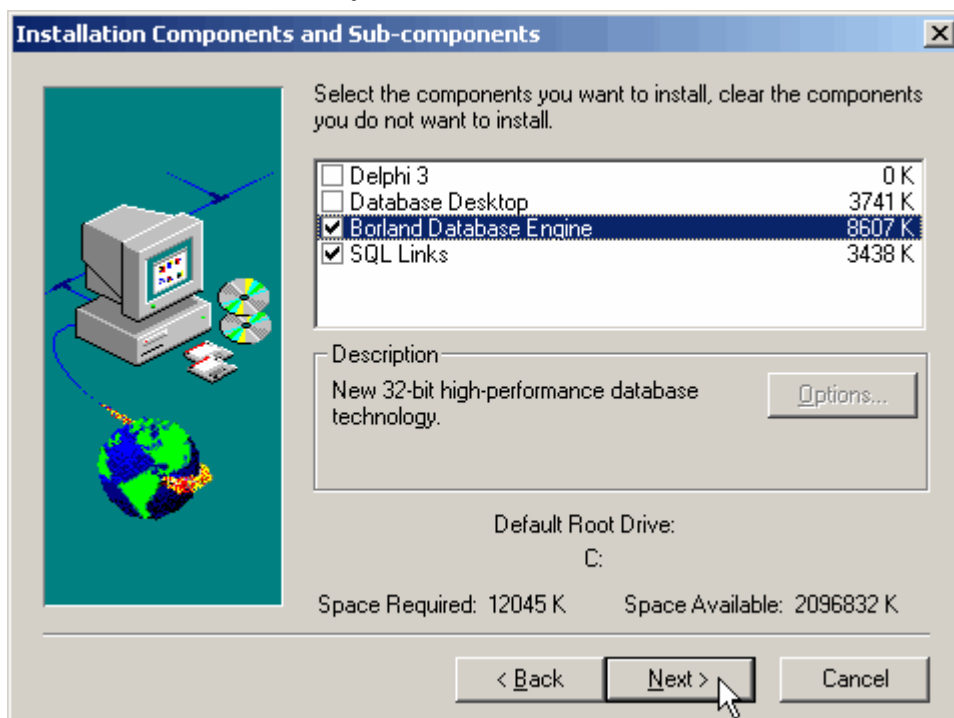 Installation Components and Sub-components
Select the components you want to install, clear the components
you do not want to install.
Delphi 3 0 K
Database Desktop 3741 K
Borland Database Engine 8607 K
SQL Links 3438 K
Description
New 32-bit high-performance database
technology.
Options...
Default Root Drive:
C:
Space Required: 12045 K Space Available: 2096832 K
< Back Next > Cancel